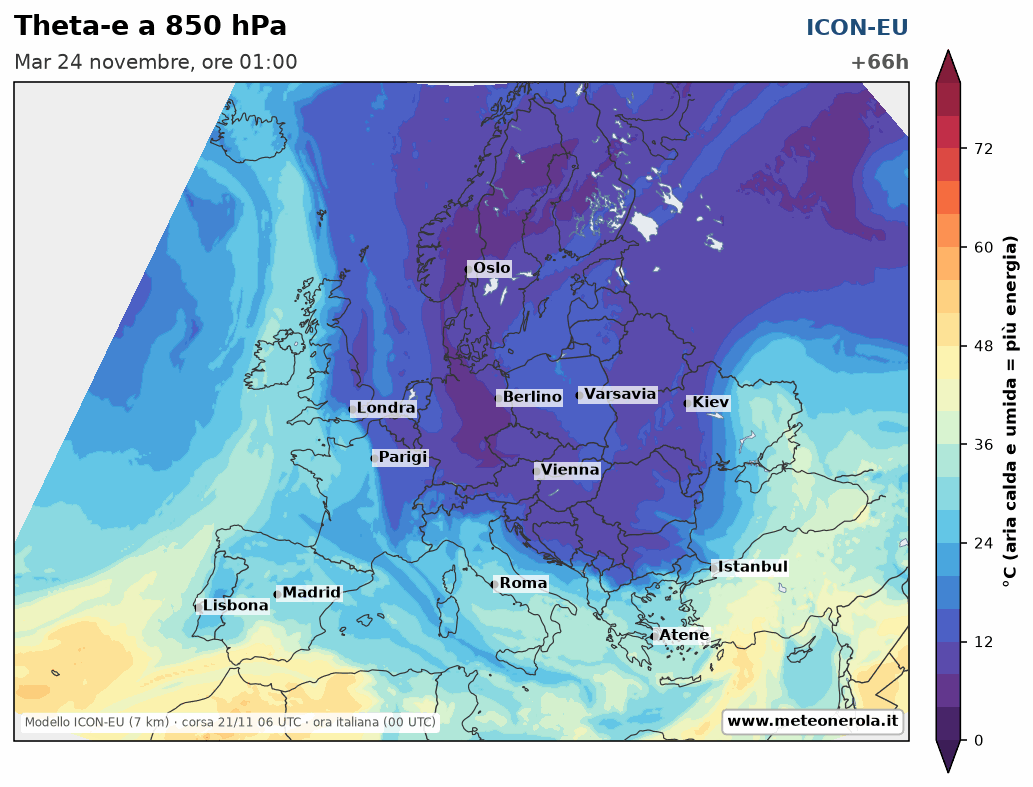 Theta-e a 850 hPa
ICON-EU
Mar 24 novembre, ore 01:00
+66h
72
60
48
36
24
12
0
°C (aria calda e umida = più energia)
Oslo
Londra
Berlino
Varsavia
Kiev
Parigi
Vienna
Istanbul
Roma
Madrid
Lisbona
Atene
Modello ICON-EU (7 km) · corsa 21/11 06 UTC · ora italiana (00 UTC)
www.meteonerola.it